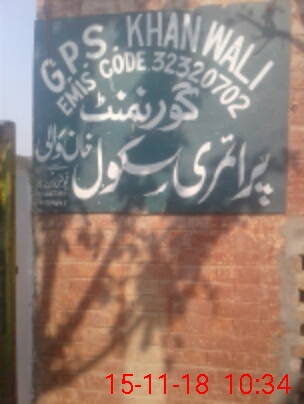 G.P.S. KHAN WALI
EMIS CODE.32320702
گورنمنٹ
پرائمری سکول خان والی
15-11-18 10:34